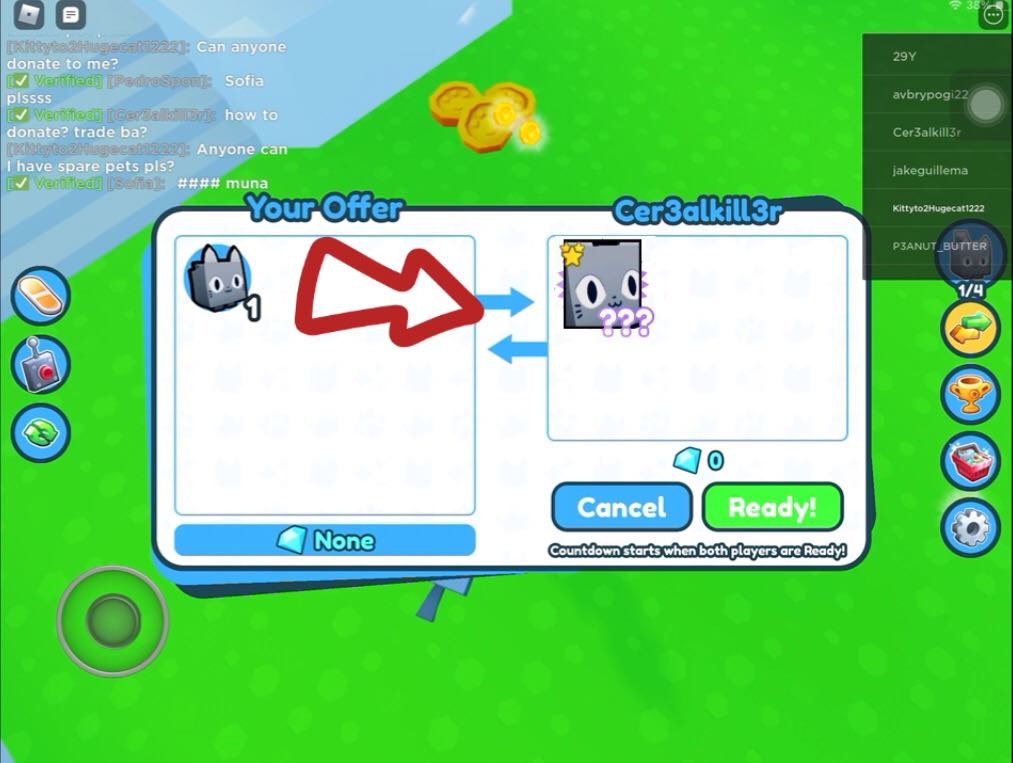 38%
[Kittyto2Hugecat1222]: Can anyone
donate to me?
[✅ Verified] [PedroSpon]: Sofia
plssss
[✅ Verified] [Cer3alkill3r]: how to
donate? trade ba?
[Kittyto2Hugecat1222]: Anyone can
I have spare pets pls?
[✅ Verified] [Sofia]: #### muna
29Y
avbrypogi22
Cer3alkill3r
jakeguillema
Kittyto2Hugecat1222
P3ANUT_BUTTER
1/4
Your Offer
Cer3alkill3r
1
???
0
None
Cancel
Ready!
Countdown starts when both players are Ready!